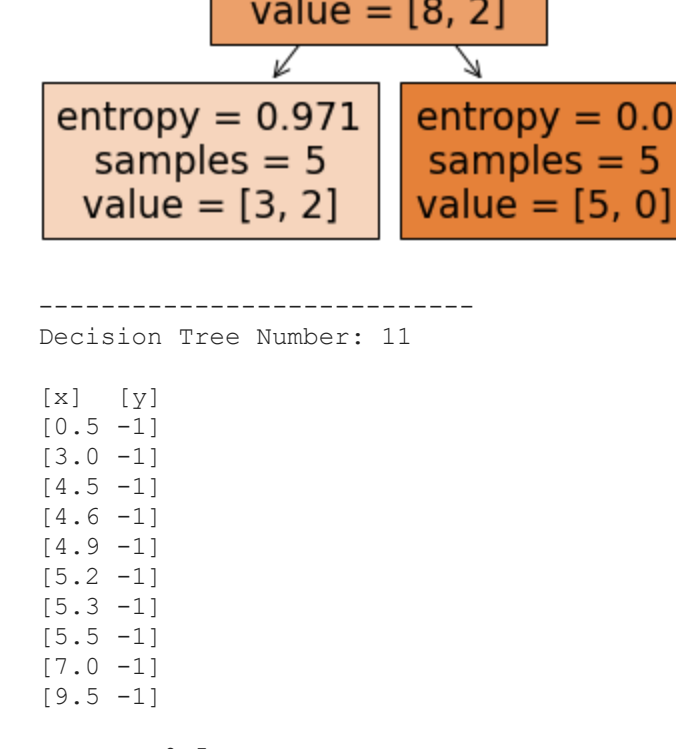 value = [8, 2]
entropy = 0.971
samples = 5
value = [3, 2]
entropy = 0.0
samples = 5
value = [5, 0]
----------------------------
Decision Tree Number: 11
[x] [y]
[0.5 -1]
[3.0 -1]
[4.5 -1]
[4.6 -1]
[4.9 -1]
[5.2 -1]
[5.3 -1]
[5.5 -1]
[7.0 -1]
[9.5 -1]